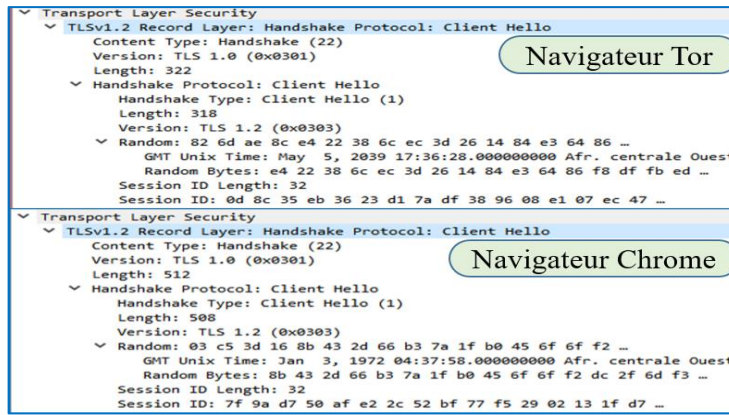 Transport Layer Security
TLSv1.2 Record Layer: Handshake Protocol: Client Hello
Content Type: Handshake (22)
Version: TLS 1.0 (0x0301)
Navigateur Tor
Length: 322
Handshake Protocol: Client Hello
Handshake Type: Client Hello (1)
Length: 318
Version: TLS 1.2 (0x0303)
Random: 82 6d ae 8c e4 22 38 6c ec 3d 26 14 84 e3 64 86 …
GMT Unix Time: May 5, 2039 17:36:28.000000000 Afr. centrale Ouest
Random Bytes: e4 22 38 6c ec 3d 26 14 84 e3 64 86 f8 df fb ed …
Session ID Length: 32
Session ID: 0d 8c 35 eb 36 23 d1 7a df 38 96 08 e1 07 ec 47 …
Transport Layer Security
TLSv1.2 Record Layer: Handshake Protocol: Client Hello
Content Type: Handshake (22)
Version: TLS 1.0 (0x0301)
Navigateur Chrome
Length: 512
Handshake Protocol: Client Hello
Handshake Type: Client Hello (1)
Length: 508
Version: TLS 1.2 (0x0303)
Random: 03 c5 3d 16 8b 43 2d 66 b3 7a 1f b0 45 6f 6f f2 …
GMT Unix Time: Jan 3, 1972 04:37:58.000000000 Afr. centrale Ouest
Random Bytes: 8b 43 2d 66 b3 7a 1f b0 45 6f 6f f2 dc 2f 6d f3 …
Session ID Length: 32
Session ID: 7f 9a d7 50 af e2 2c 52 bf 77 f5 29 02 13 1f d7 …